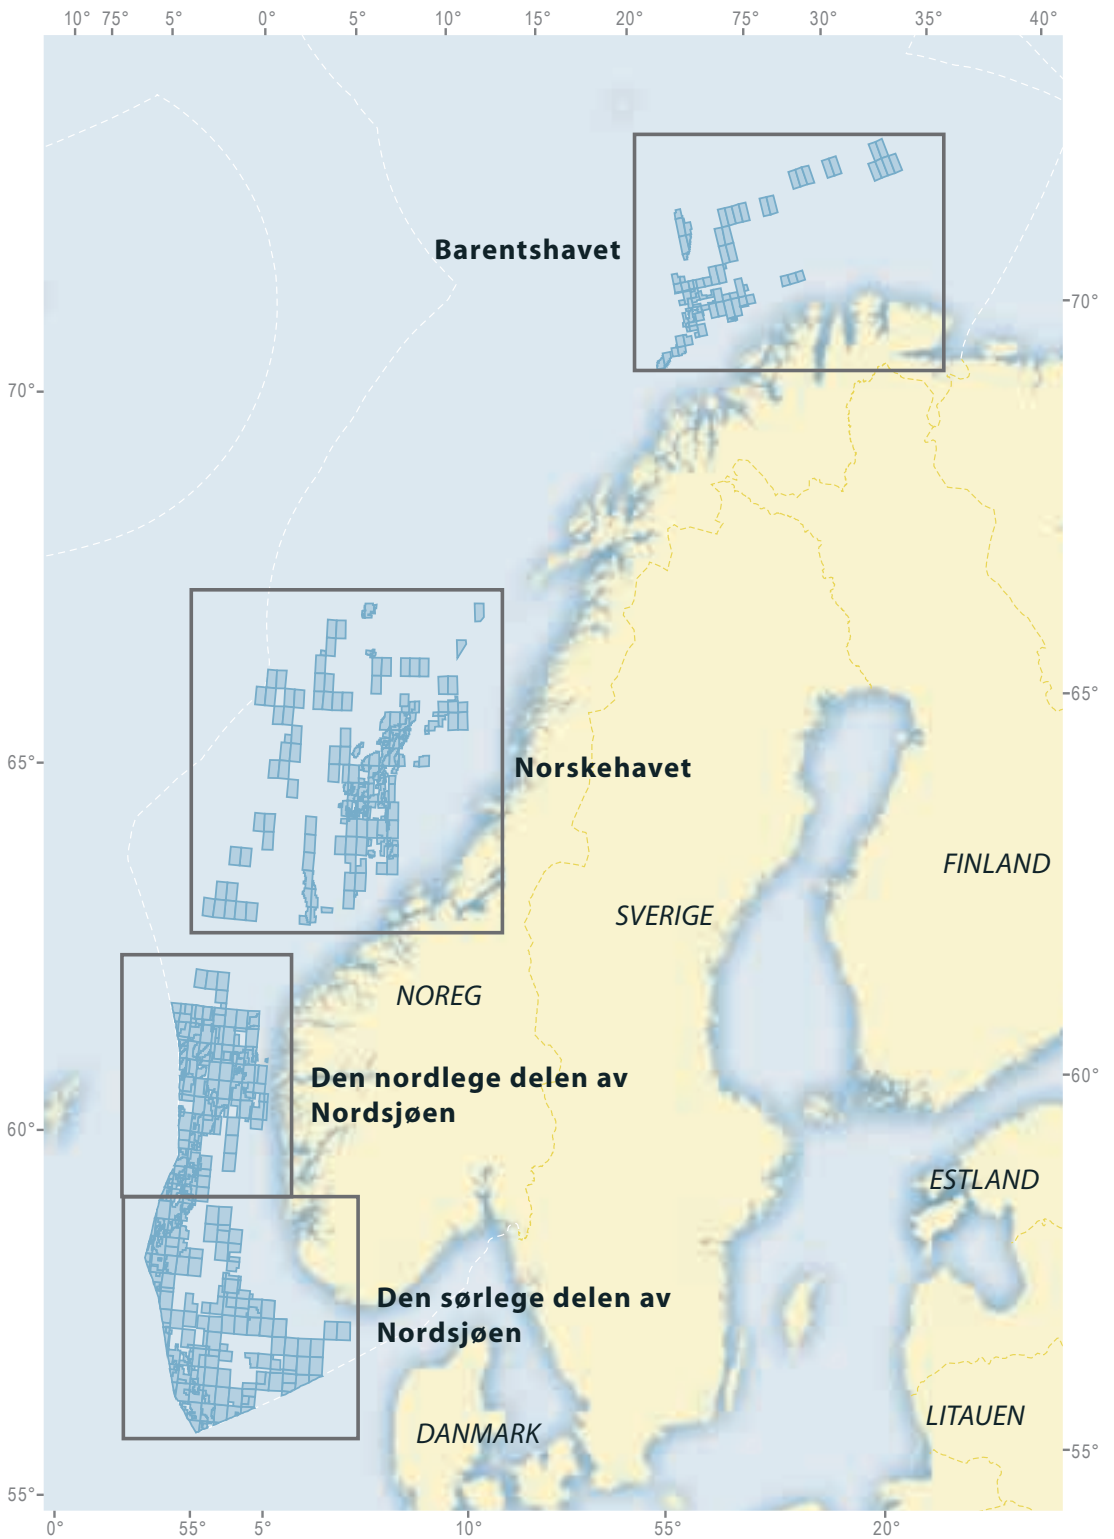 10° 75° 5° 0° 5° 10° 15° 20° 75° 30° 35° 40°
Barentshavet
70°
70°
65°
Norskehavet
65°
FINLAND
SVERIGE
NOREG
Den nordlege delen av
Nordsjøen
60°
60°
ESTLAND
Den sørlege delen av
Nordsjøen
LITAUEN
DANMARK
55°
55°
0° 55° 5° 10° 55° 20°